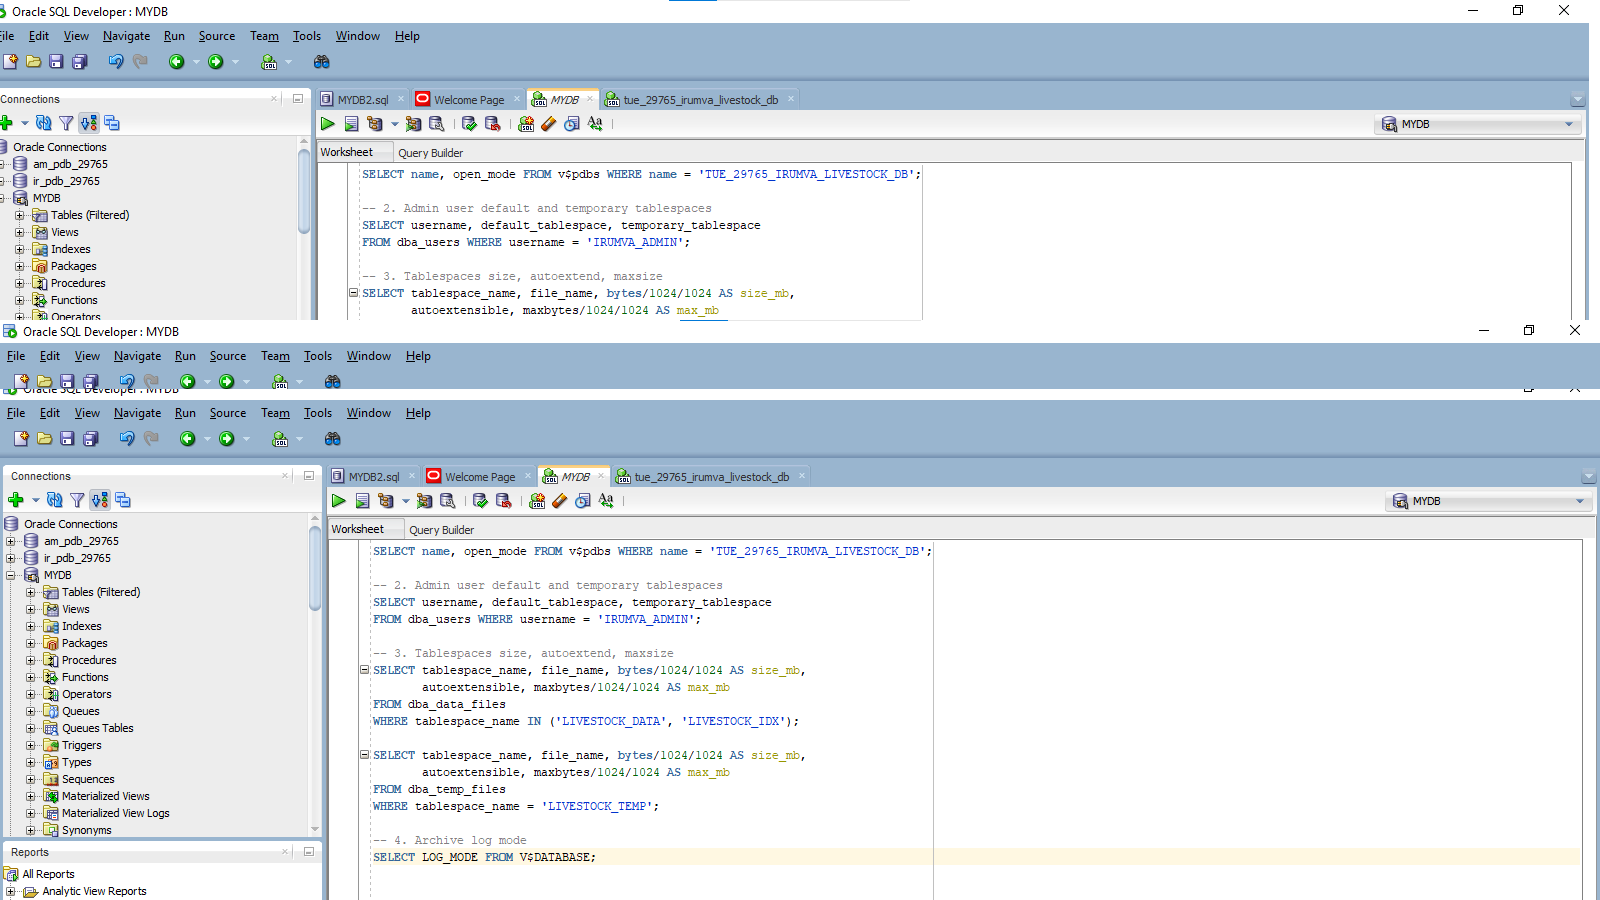 Oracle SQL Developer : MYDB
ile Edit View Navigate Run Source Team Tools Window Help
Connections
MYDB2.sql Welcome Page MYDB tue_29765_irumva_livestock_db
MYDB
Oracle Connections
am_pdb_29765
ir_pdb_29765
MYDB
Tables (Filtered)
Views
Indexes
Packages
Procedures
Functions
Operators
Worksheet Query Builder
SELECT name, open_mode FROM v$pdbs WHERE name = 'TUE_29765_IRUMVA_LIVESTOCK_DB';
-- 2. Admin user default and temporary tablespaces
SELECT username, default_tablespace, temporary_tablespace
FROM dba_users WHERE username = 'IRUMVA_ADMIN';
-- 3. Tablespaces size, autoextend, maxsize
SELECT tablespace_name, file_name, bytes/1024/1024 AS size_mb,
autoextensible, maxbytes/1024/1024 AS max_mb
Oracle SQL Developer : MYDB
File Edit View Navigate Run Source Team Tools Window Help
Oracle SQL Developer : MYDB
File Edit View Navigate Run Source Team Tools Window Help
Connections
MYDB2.sql Welcome Page MYDB tue_29765_irumva_livestock_db
MYDB
Oracle Connections
am_pdb_29765
ir_pdb_29765
MYDB
Tables (Filtered)
Views
Indexes
Packages
Procedures
Functions
Operators
Queues
Queues Tables
Triggers
Types
Sequences
Materialized Views
Materialized View Logs
Synonyms
Reports
All Reports
Analytic View Reports
Worksheet Query Builder
SELECT name, open_mode FROM v$pdbs WHERE name = 'TUE_29765_IRUMVA_LIVESTOCK_DB';
-- 2. Admin user default and temporary tablespaces
SELECT username, default_tablespace, temporary_tablespace
FROM dba_users WHERE username = 'IRUMVA_ADMIN';
-- 3. Tablespaces size, autoextend, maxsize
SELECT tablespace_name, file_name, bytes/1024/1024 AS size_mb,
autoextensible, maxbytes/1024/1024 AS max_mb
FROM dba_data_files
WHERE tablespace_name IN ('LIVESTOCK_DATA', 'LIVESTOCK_IDX');
SELECT tablespace_name, file_name, bytes/1024/1024 AS size_mb,
autoextensible, maxbytes/1024/1024 AS max_mb
FROM dba_temp_files
WHERE tablespace_name = 'LIVESTOCK_TEMP';
-- 4. Archive log mode
SELECT LOG_MODE FROM V$DATABASE;